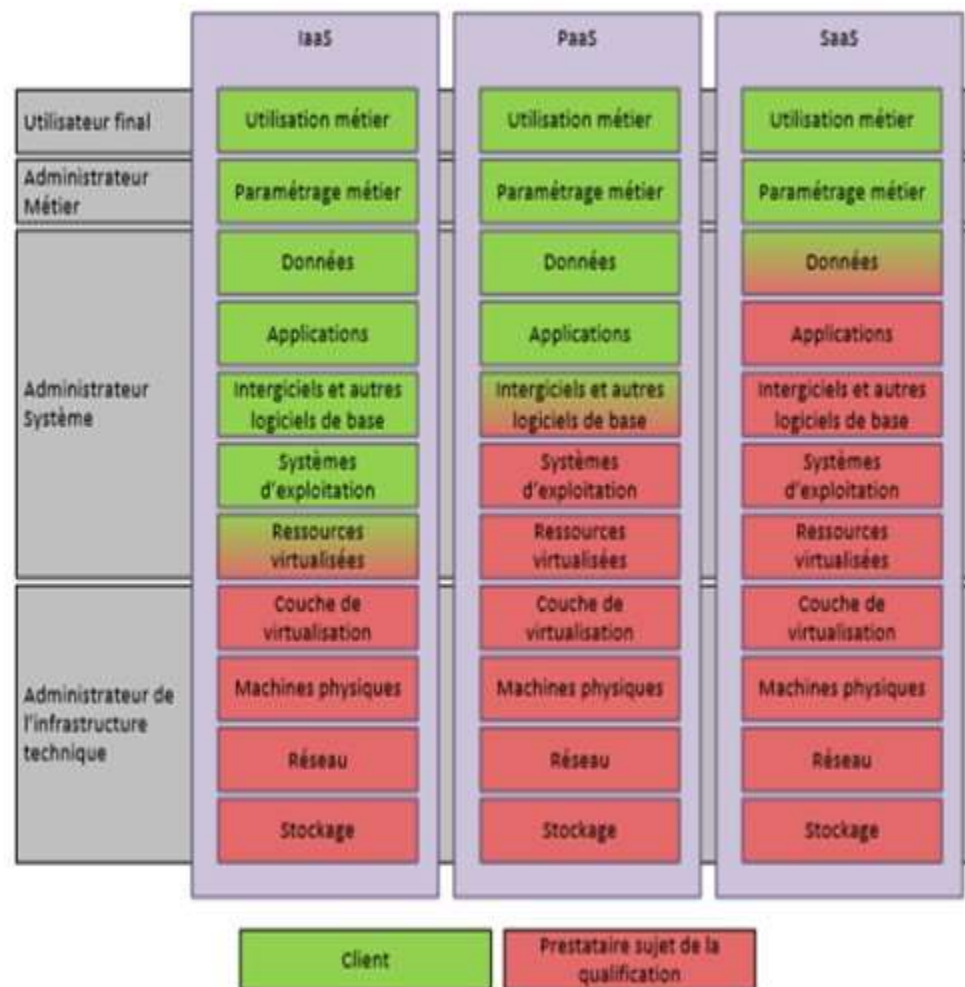 IaaS
PaaS
SaaS
Utilisateur final
Utilisation métier
Utilisation métier
Utilisation métier
Administrateur
Métier
Paramétrage métier
Paramétrage métier
Paramétrage métier
Administrateur
Système
Données
Données
Données
Applications
Applications
Applications
Intergiciels et autres
logiciels de base
Intergiciels et autres
logiciels de base
Intergiciels et autres
logiciels de base
Systèmes
d'exploitation
Systèmes
d'exploitation
Systèmes
d'exploitation
Ressources
virtualisées
Ressources
virtualisées
Ressources
virtualisées
Administrateur de
l'infrastructure
technique
Couche de
virtualisation
Couche de
virtualisation
Couche de
virtualisation
Machines physiques
Machines physiques
Machines physiques
Réseau
Réseau
Réseau
Stockage
Stockage
Stockage
Client
Prestataire sujet de la
qualification